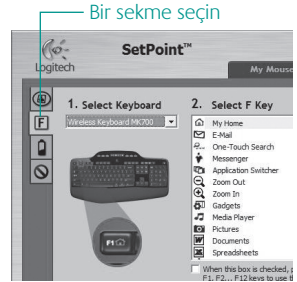 Bir sekme seçin
Logitech
SetPoint™
My Mouse
1. Select Keyboard
Wireless Keyboard MK700
F
F1
2. Select F Key
My Home
E-Mail
One-Touch Search
Messenger
Application Switcher
Zoom Out
Zoom In
Gadgets
Media Player
Pictures
Documents
Spreadsheets
When this box is checked, p
F1, F2... F12 keys to use th